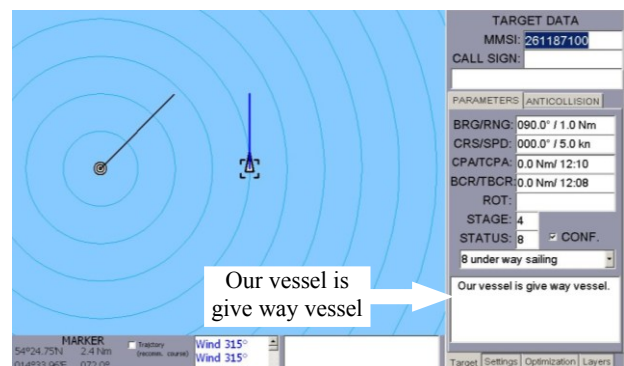 TARGET DATA
MMSI: 261187100
CALL SIGN:
PARAMETERS ANTICOLLISION
BRG/RNG: 090.0° / 1.0 Nm
CRS/SPD: 000.0° / 5.0 kn
CPA/TCPA: 0.0 Nm/ 12:10
BCR/TBCR: 0.0 Nm/ 12:08
ROT:
STAGE: 4
STATUS: 8 CONF.
8 under way sailing
Our vessel is give way vessel.
Our vessel is
give way vessel
MARKER
54°24.75'N 2.4 Nm
Trajectory
(recomm. course)
Wind 315°
Wind 315°
Target Settings Optimization Layers